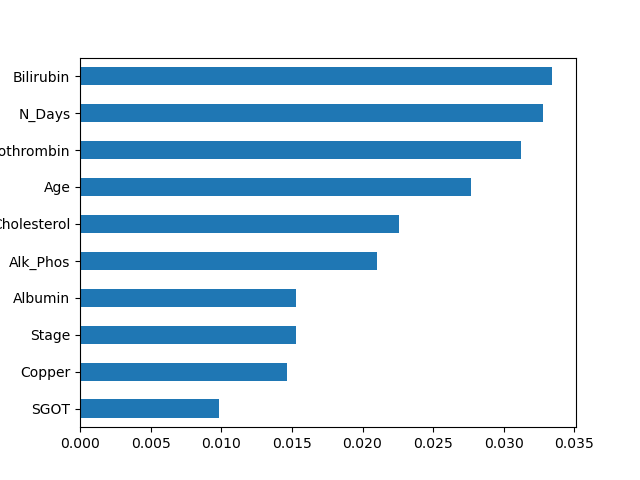 Bilirubin
N_Days
othrombin
Age
Cholesterol
Alk_Phos
Albumin
Stage
Copper
SGOT
0.000 0.005 0.010 0.015 0.020 0.025 0.030 0.035